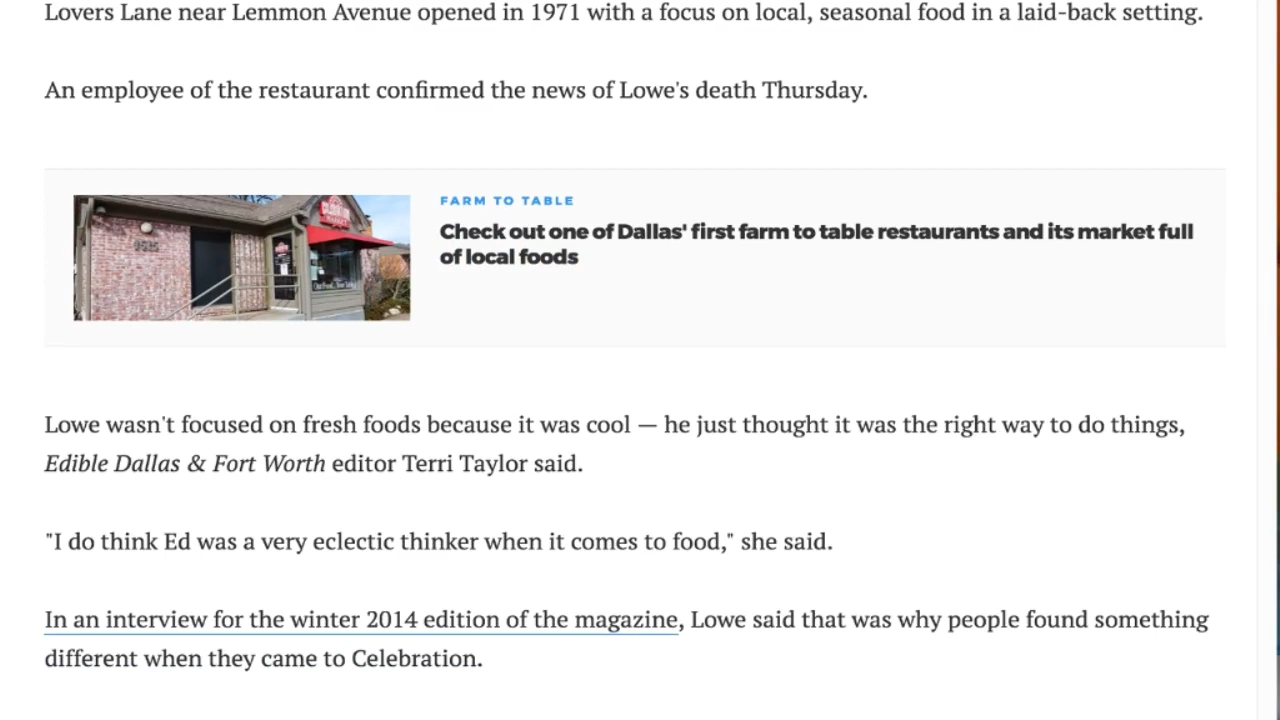 Lovers Lane near Lemmon Avenue opened in 1971 with a focus on local, seasonal food in a laid-back setting.
An employee of the restaurant confirmed the news of Lowe's death Thursday.
FARM TO TABLE
Check out one of Dallas' first farm to table restaurants and its market full
of local foods
Lowe wasn't focused on fresh foods because it was cool — he just thought it was the right way to do things,
Edible Dallas & Fort Worth editor Terri Taylor said.
"I do think Ed was a very eclectic thinker when it comes to food," she said.
In an interview for the winter 2014 edition of the magazine, Lowe said that was why people found something
different when they came to Celebration.